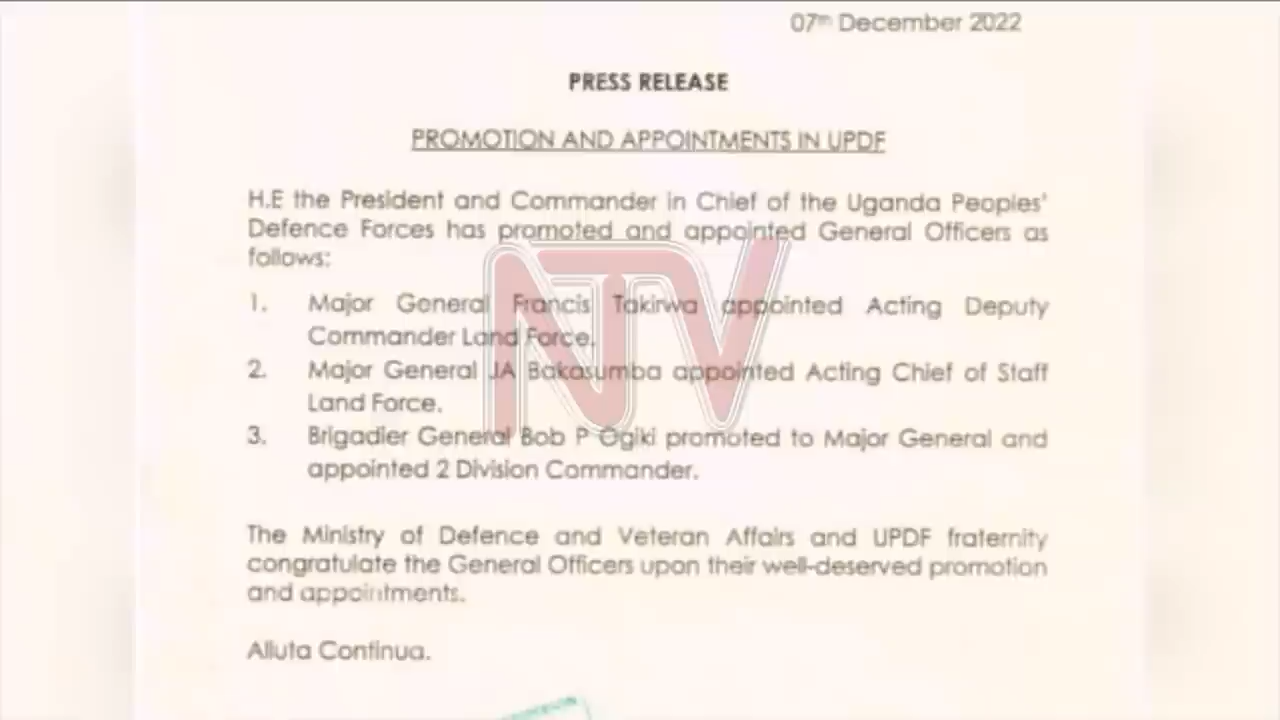 07th December 2022
PRESS RELEASE
PROMOTION AND APPOINTMENTS IN UPDF
H.E the President and Commander in Chief of the Uganda Peoples'
Defence Forces has promoted and appointed General Officers as
follows:
1. Major General Francis Takirwa appointed Acting Deputy
Commander Land Force.
2. Major General JA Bakasumba appointed Acting Chief of Staff
Land Force.
3. Brigadier General Bob P Ogiki promoted to Major General and
appointed 2 Division Commander.
NTV
The Ministry of Defence and Veteran Affairs and UPDF fraternity
congratulate the General Officers upon their well-deserved promotion
and appointments.
Alluta Continua.